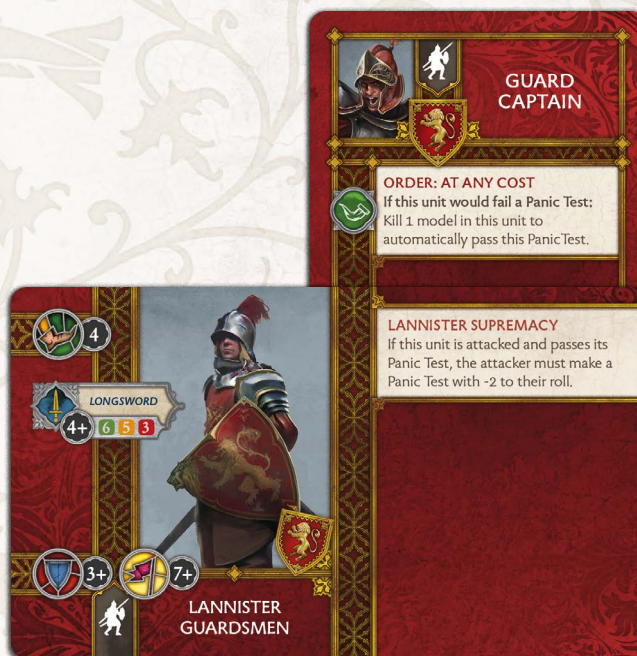 GUARD
CAPTAIN
ORDER: AT ANY COST
If this unit would fail a Panic Test:
Kill 1 model in this unit to
automatically pass this PanicTest.
4
LONGSWORD
4+ 6 5 3
LANNISTER SUPREMACY
If this unit is attacked and passes its
Panic Test, the attacker must make a
Panic Test with -2 to their roll.
3+ 7+
LANNISTER
GUARDSMEN